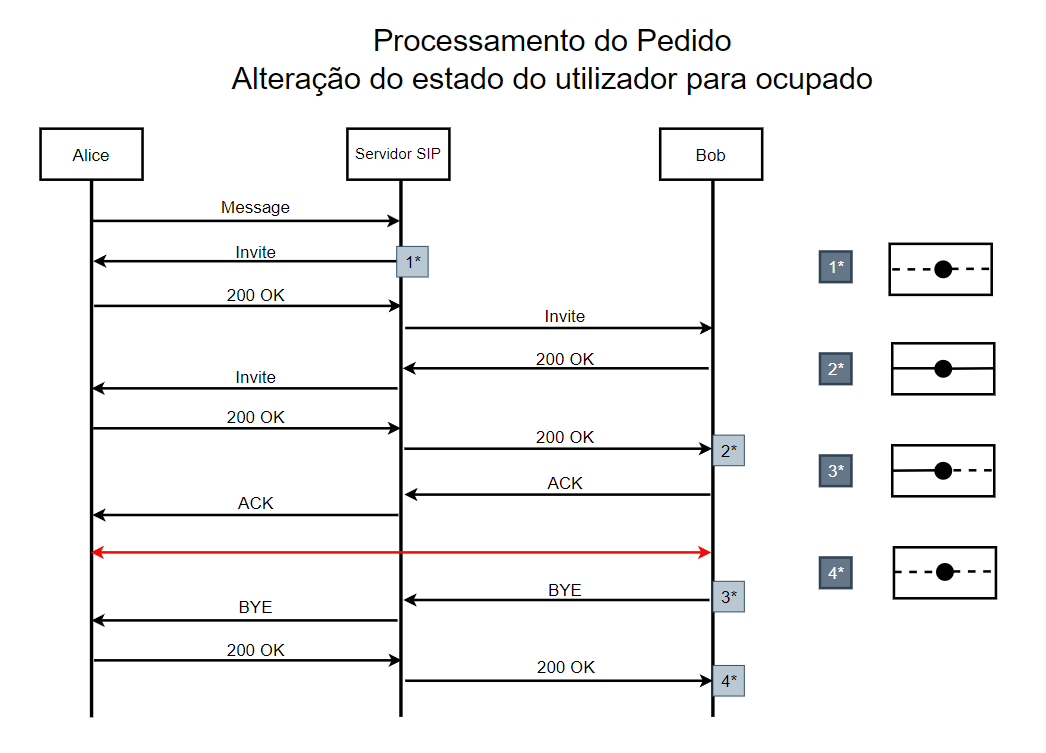 Processamento do Pedido
Alteração do estado do utilizador para ocupado
Alice
Servidor SIP
Bob
Message
Invite
1*
200 OK
Invite
200 OK
Invite
200 OK
200 OK
2*
ACK
ACK
BYE
3*
BYE
200 OK
200 OK
4*
1*
2*
3*
4*